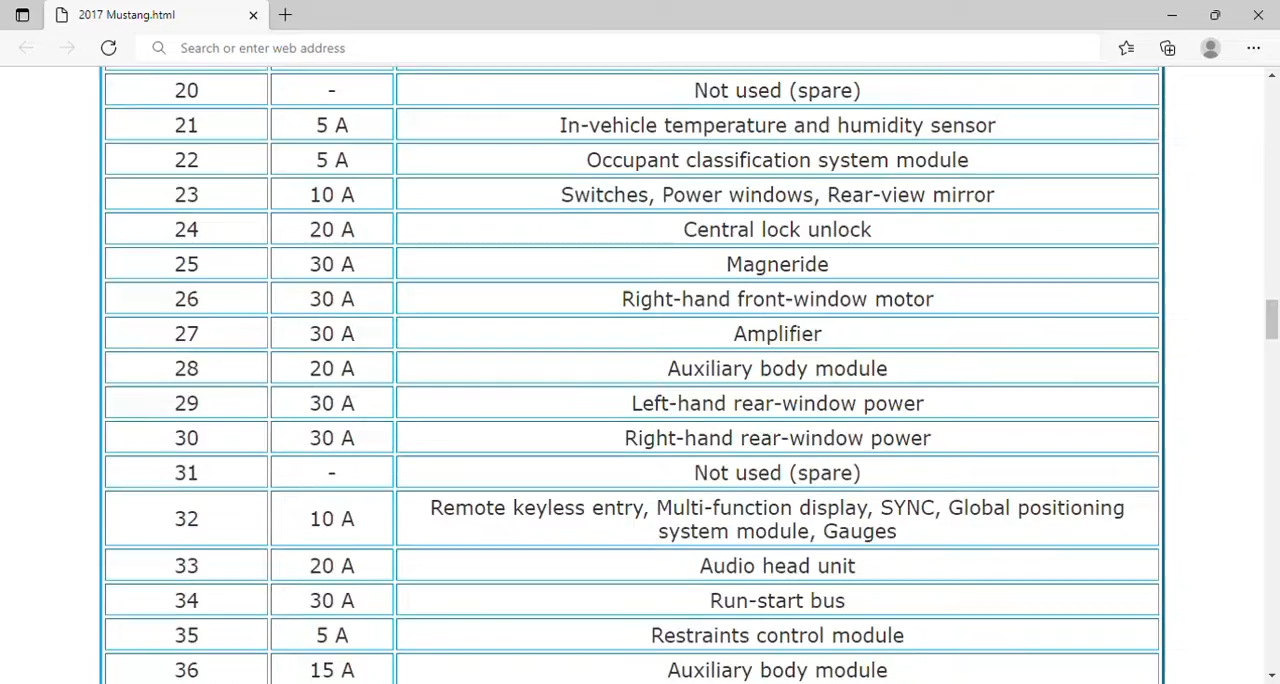 2017 Mustang.html
Search or enter web address
20 - Not used (spare)
21 5 A In-vehicle temperature and humidity sensor
22 5 A Occupant classification system module
23 10 A Switches, Power windows, Rear-view mirror
24 20 A Central lock unlock
25 30 A Magneride
26 30 A Right-hand front-window motor
27 30 A Amplifier
28 20 A Auxiliary body module
29 30 A Left-hand rear-window power
30 30 A Right-hand rear-window power
31 - Not used (spare)
32 10 A Remote keyless entry, Multi-function display, SYNC, Global positioning
system module, Gauges
33 20 A Audio head unit
34 30 A Run-start bus
35 5 A Restraints control module
36 15 A Auxiliary body module